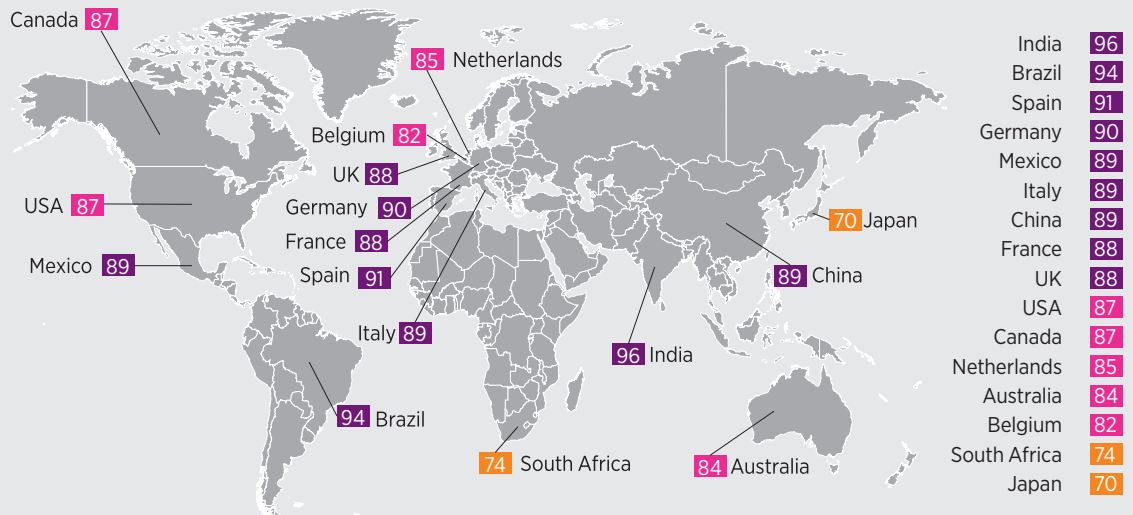 Canada 87
85 Netherlands
Belgium 82
UK 88
USA 87
Germany 90
70 Japan
France 88
Mexico 89
Spain 91
89 China
Italy 89
96 India
94 Brazil
74 South Africa
84 Australia
India 96
Brazil 94
Spain 91
Germany 90
Mexico 89
Italy 89
China 89
France 88
UK 88
USA 87
Canada 87
Netherlands 85
Australia 84
Belgium 82
South Africa 74
Japan 70